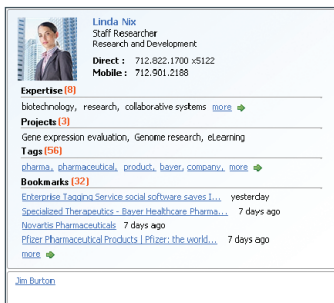 Linda Nix
Staff Researcher
Research and Development
Direct : 712.822.1700 x5122
Mobile : 712.901.2188
Expertise (8)
biotechnology, research, collaborative systems more
Projects (3)
Gene expression evaluation, Genome research, eLearning
Tags (56)
pharma, pharmaceutical, product, bayer, company, more
Bookmarks (32)
Enterprise Tagging Service social software saves I... yesterday
Specialized Therapeutics - Bayer Healthcare Pharma... 7 days ago
Novartis Pharmaceuticals 7 days ago
Pfizer Pharmaceutical Products | Pfizer: the world... 7 days ago
more
Jim Burton